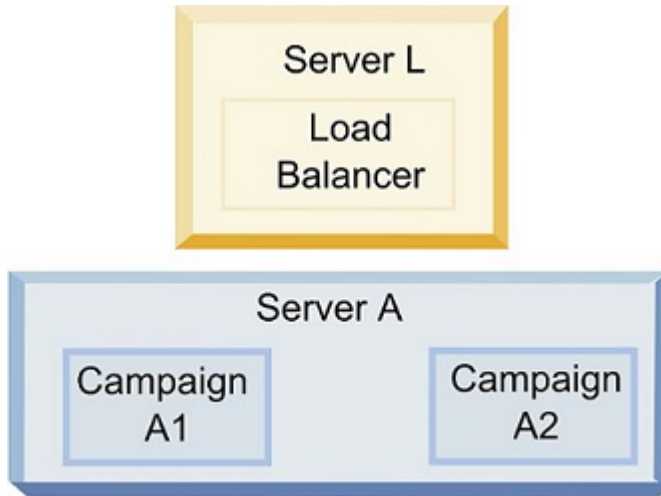 Server L
Load
Balancer
Server A
Campaign
A1
Campaign
A2